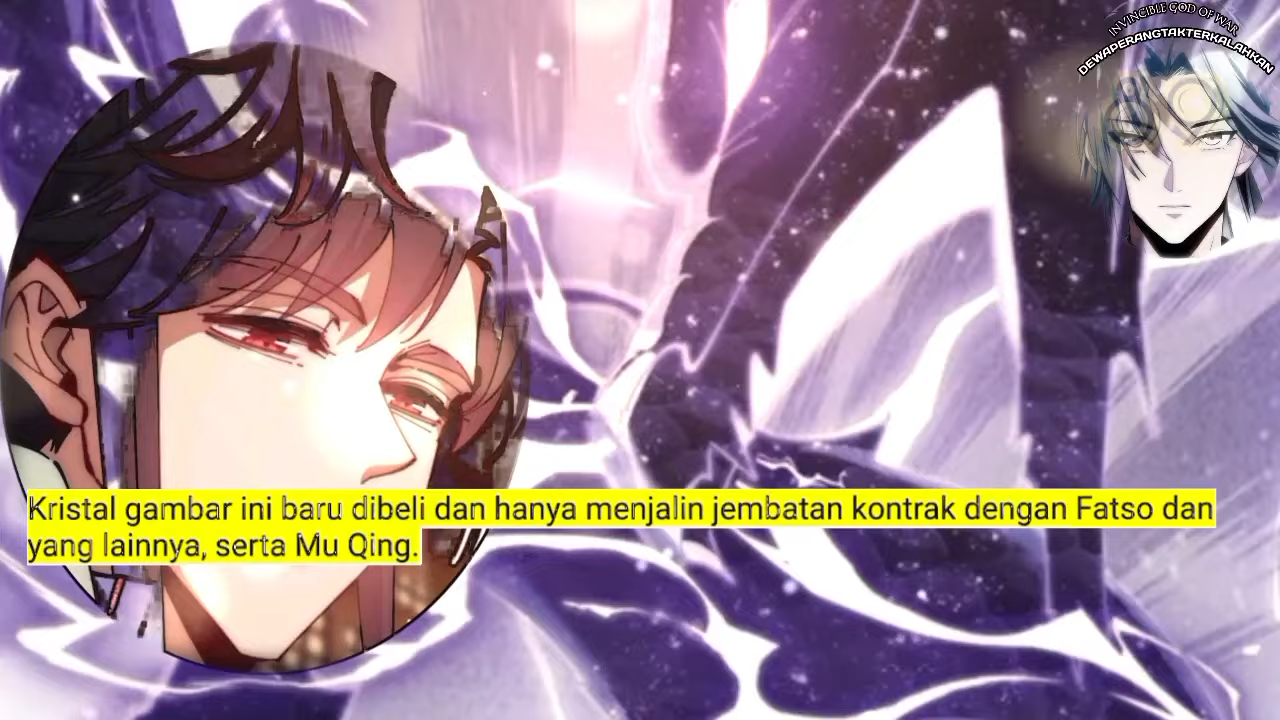 INVINCIBLE GOD OF WAR
DEWAPERANGTAKTERKALAHKAN
Kristal gambar ini baru dibeli dan hanya menjalin jembatan kontrak dengan Fatso dan
yang lainnya, serta Mu Qing.